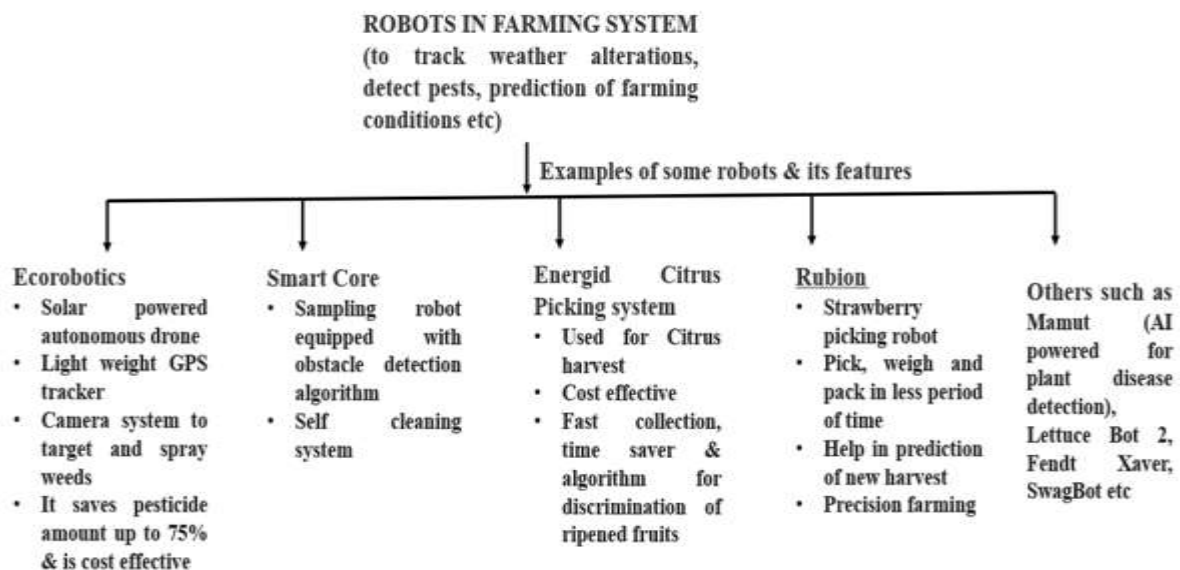 ROBOTS IN FARMING SYSTEM
(to track weather alterations,
detect pests, prediction of farming
conditions etc)
Examples of some robots & its features
Ecorobotics
• Solar powered
autonomous drone
• Light weight GPS
tracker
• Camera system to
target and spray
weeds
• It saves pesticide
amount up to 75%
& is cost effective
Smart Core
• Sampling robot
equipped with
obstacle detection
algorithm
• Self cleaning
system
Energid Citrus
Picking system
• Used for Citrus
harvest
• Cost effective
• Fast collection,
time saver &
algorithm for
discrimination of
ripened fruits
Rubion
• Strawberry
picking robot
• Pick, weigh and
pack in less period
of time
• Help in prediction
of new harvest
• Precision farming
Others such as
Mamut (AI
powered for
plant disease
detection),
Lettuce Bot 2,
Fendt Xaver,
SwagBot etc